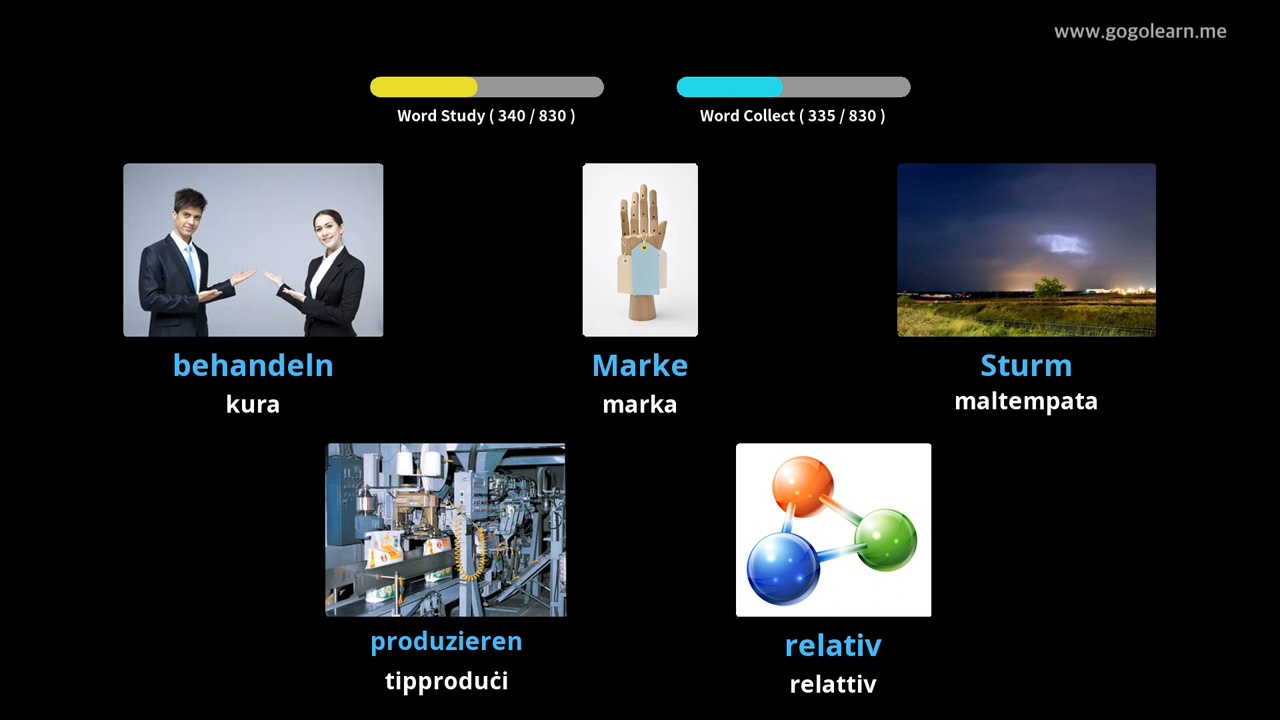 www.gogolearn.me
Word Study ( 340 / 830 )
Word Collect ( 335 / 830 )
behandeln
kura
Marke
marka
Sturm
maltempata
produzieren
tipproduċi
relativ
relattiv